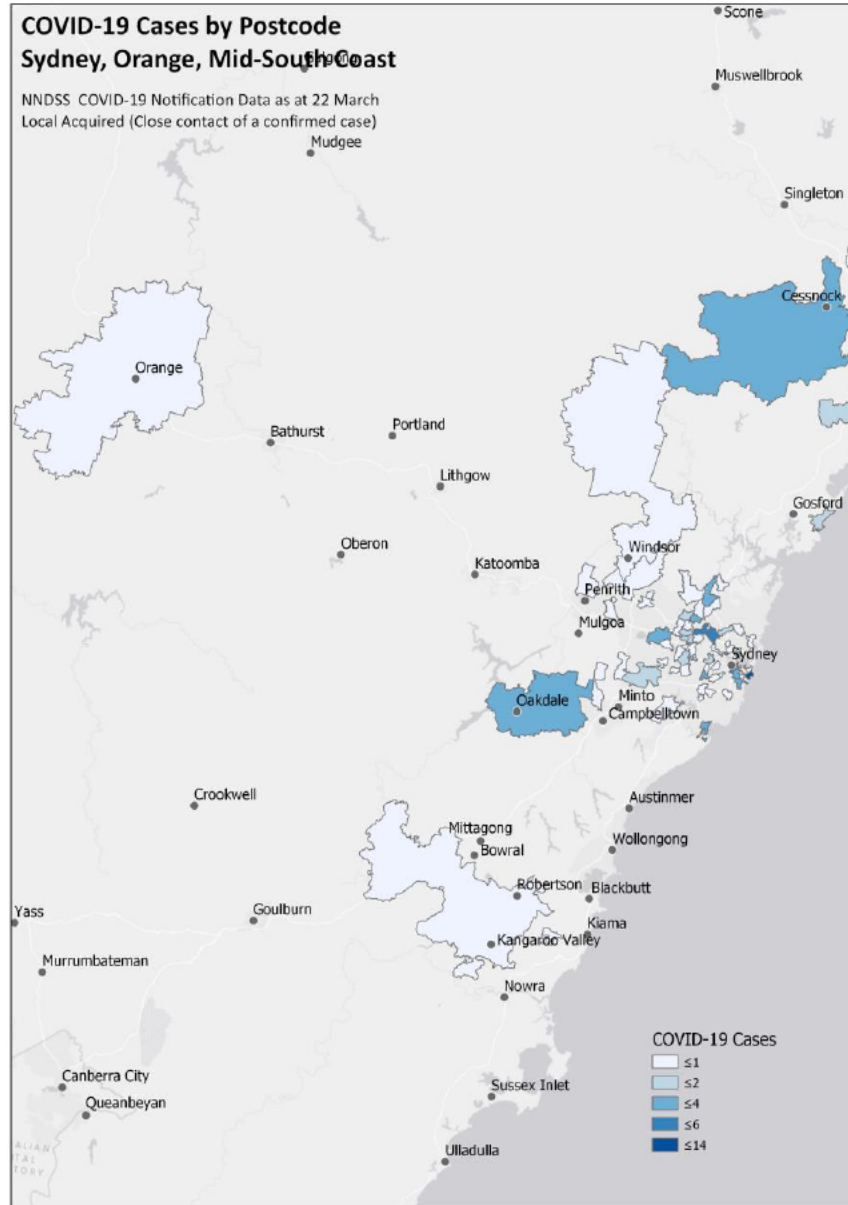 COVID-19 Cases by Postcode
Sydney, Orange, Mid-South Coast
NNDSS COVID-19 Notification Data as at 22 March
Local Acquired (Close contact of a confirmed case)
Scone
Muswellbrook
Mudgee
Singleton
Cessnock
Orange
Portland
Bathurst
Lithgow
Gosford
Oberon
Windsor
Katoomba
Penrith
Mulgoa
Sydney
Oakdale
Minto
Campbelltown
Crookwell
Austinmer
Mittagong
Wollongong
Bowral
Robertson
Blackbutt
Yass
Goulburn
Kiama
Kangaroo Valley
Murrumbateman
Nowra
COVID-19 Cases
≤1
≤2
≤4
≤6
≤14
Canberra City
Sussex Inlet
Queanbeyan
ALIAN
TAL
TORY
Ulladulla